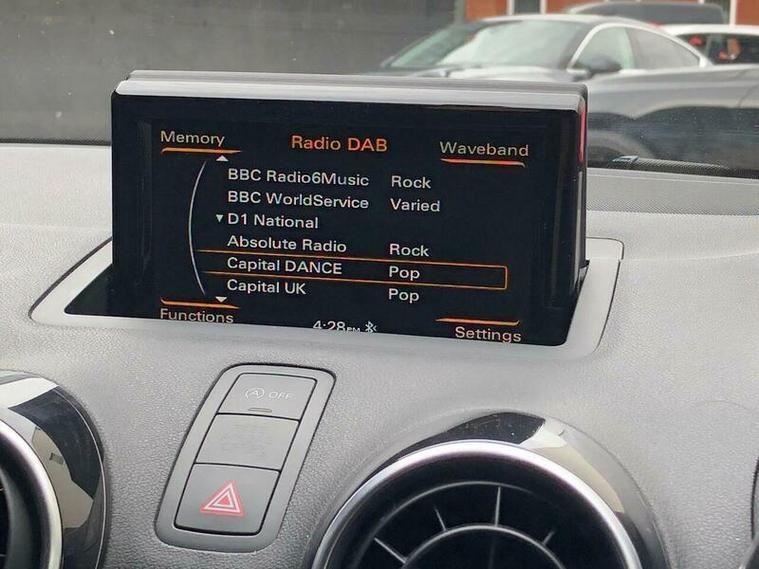 Memory Radio DAB Waveband
BBC Radio6Music Rock
BBC WorldService Varied
▼ D1 National
Absolute Radio Rock
Capital DANCE Pop
Capital UK Pop
Functions 4:28PM Settings
A OFF